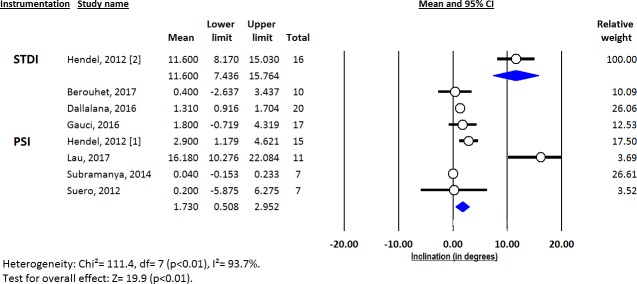 Instrumentation Study name Mean and 95% CI
Lower Upper Relative
Mean limit limit Total weight
STDI Hendel, 2012 [2] 11.600 8.170 15.030 16 100.00
11.600 7.436 15.764
Berouhet, 2017 0.400 -2.637 3.437 10 10.09
Dallalana, 2016 1.310 0.916 1.704 20 26.06
Gauci, 2016 1.800 -0.719 4.319 17 12.53
PSI Hendel, 2012 [1] 2.900 1.179 4.621 15 17.50
Lau, 2017 16.180 10.276 22.084 11 3.69
Subramanya, 2014 0.040 -0.153 0.233 7 26.61
Suero, 2012 0.200 -5.875 6.275 7 3.52
1.730 0.508 2.952
-20.00 -10.00 0.00 10.00 20.00
Inclination (in degrees)
Heterogeneity: Chi²= 111.4, df= 7 (p<0.01), I²= 93.7%.
Test for overall effect: Z= 19.9 (p<0.01).